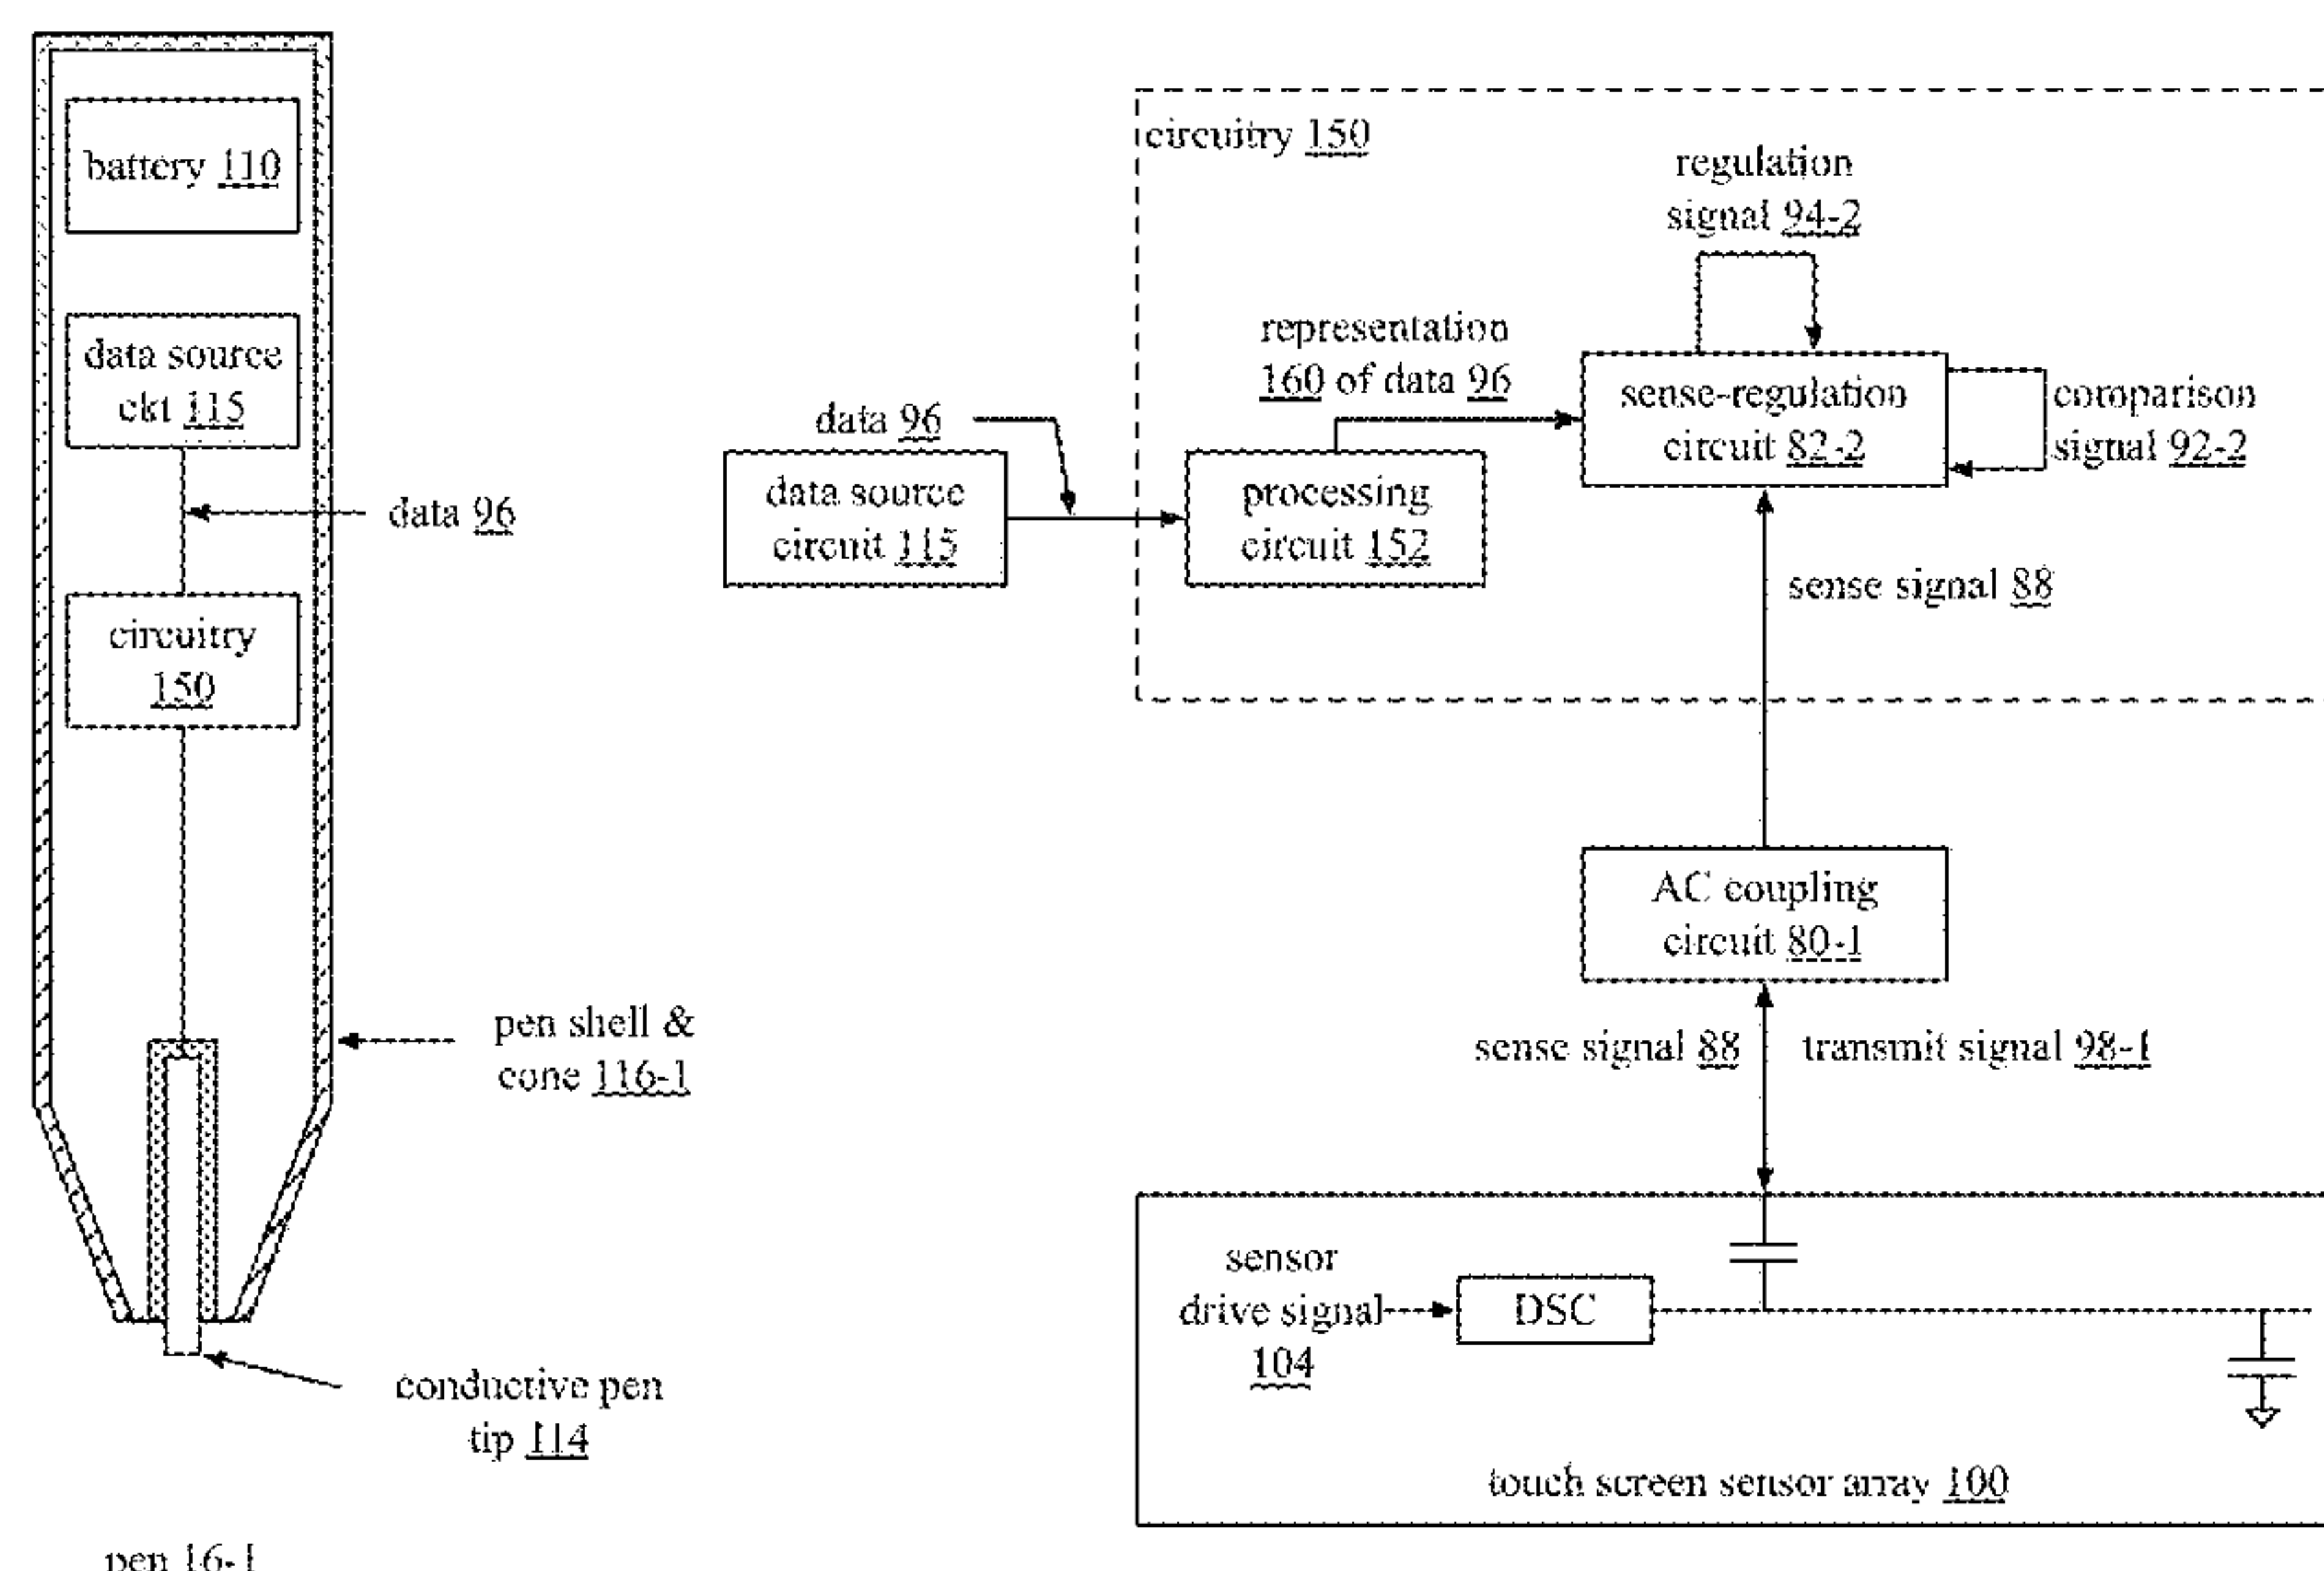 battery 110
data source
ckt 115
data 96
circuitry
150
pen shell &
cone 116-1
conductive pen
tip 114
pen 16-1
circuitry 150
regulation
signal 94-2
representation
160 of data 96
sense-regulation
circuit 82-2
comparison
signal 92-2
data 96
data source
circuit 115
processing
circuit 152
sense signal 88
AC coupling
circuit 80-1
sense signal 88
transmit signal 98-1
sensor
drive signal
104
DSC
touch screen sensor array 100